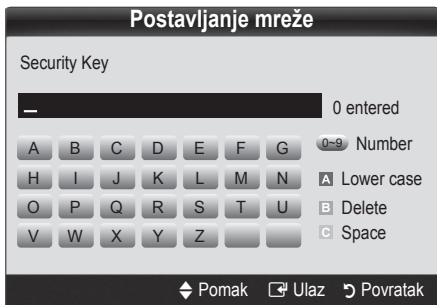 Postavljanje mreže
Security Key
_ 0 entered
A B C D E F G 0~9 Number
H I J K L M N A Lower case
O P Q R S T U B Delete
V W X Y Z C Space
Pomak Ulaz Povratak